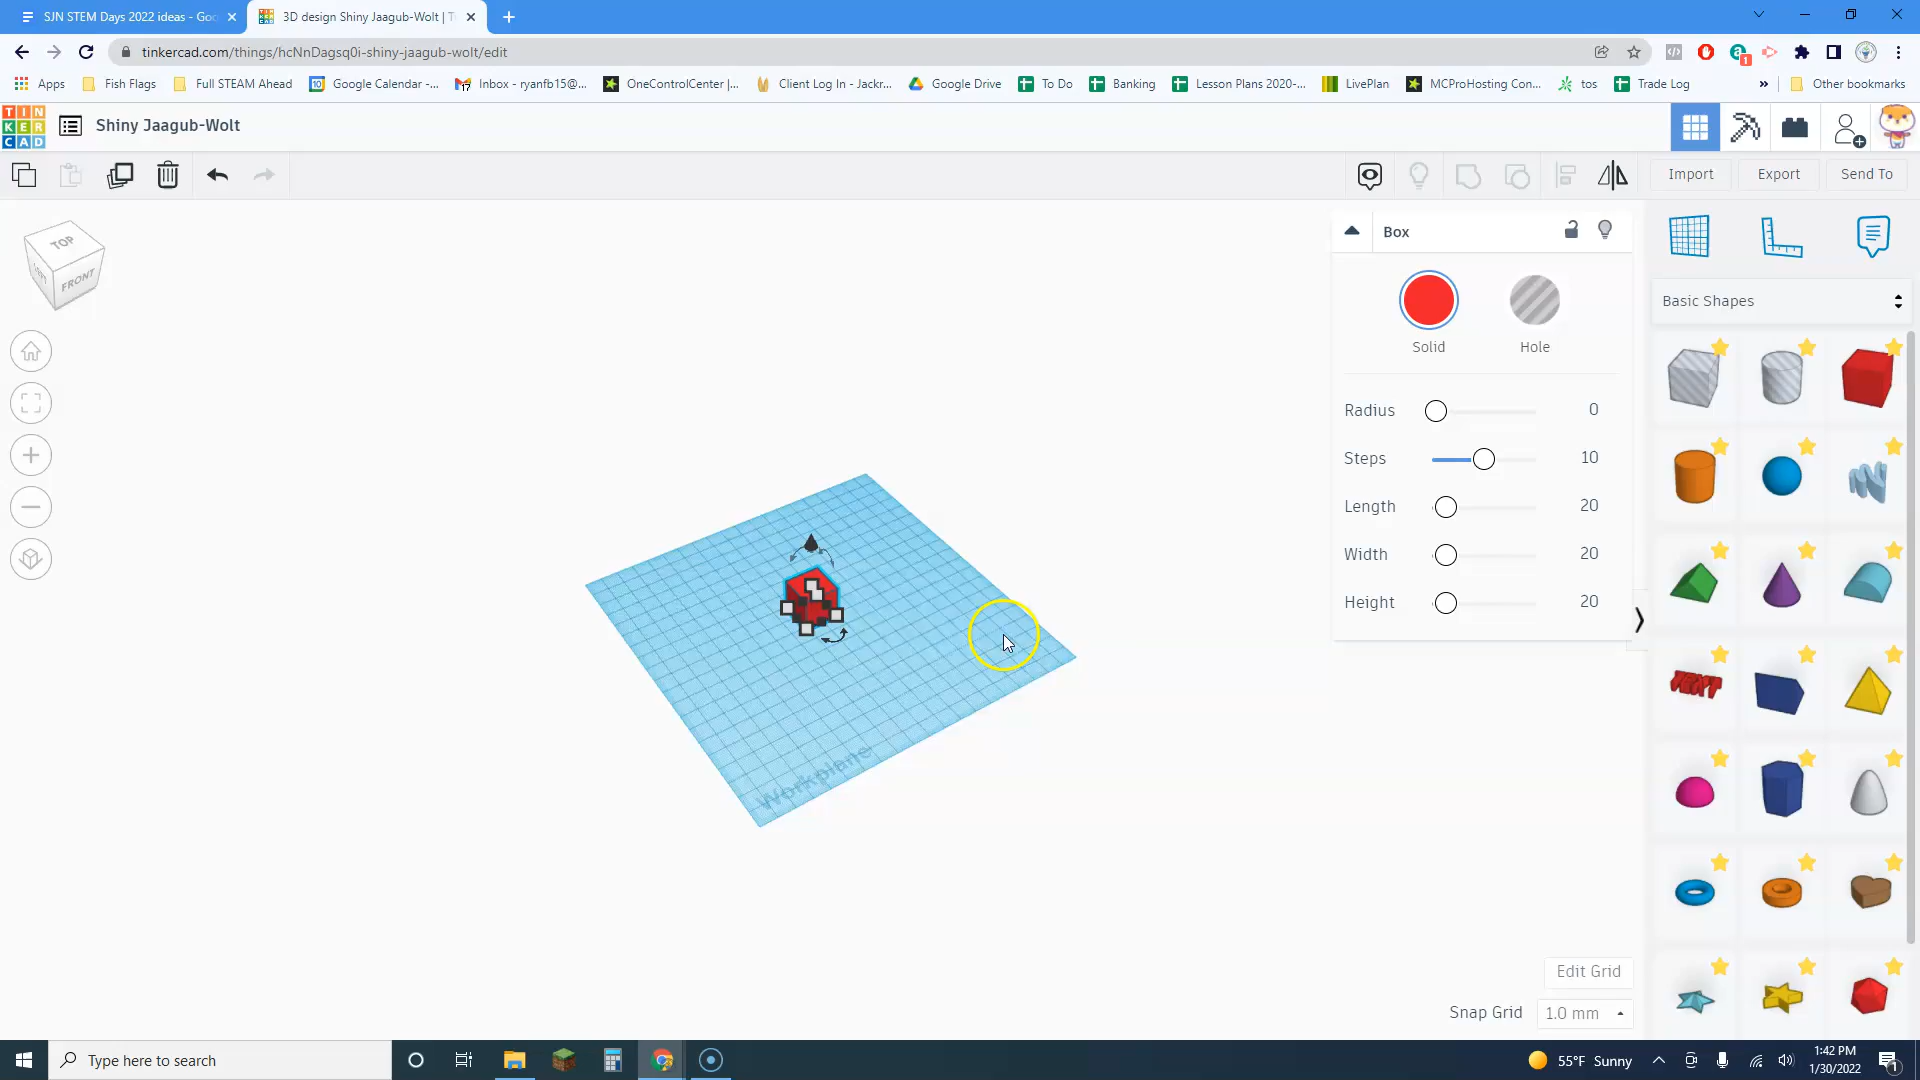 SJN STEM Days 2022 ideas - Goo
3D design Shiny Jaagub-Wolt | T
tinkercad.com/things/hcNnDagsq0i-shiny-jaagub-wolt/edit
Apps
Fish Flags
Full STEAM Ahead
Google Calendar -...
Inbox - ryanfb15@...
OneControlCenter |...
Client Log In - Jackr...
Google Drive
To Do
Banking
Lesson Plans 2020-...
LivePlan
MCProHosting Con...
tos
Trade Log
»
Other bookmarks
TIN
KER
CAD
Shiny Jaagub-Wolt
Import
Export
Send To
TOP
LEFT
FRONT
Box
Solid
Hole
Radius 0
Steps 10
Length 20
Width 20
Height 20
Basic Shapes
TEXT
Workplane
Edit Grid
Snap Grid 1.0 mm
Type here to search
55°F Sunny
1:42 PM
1/30/2022
1
1